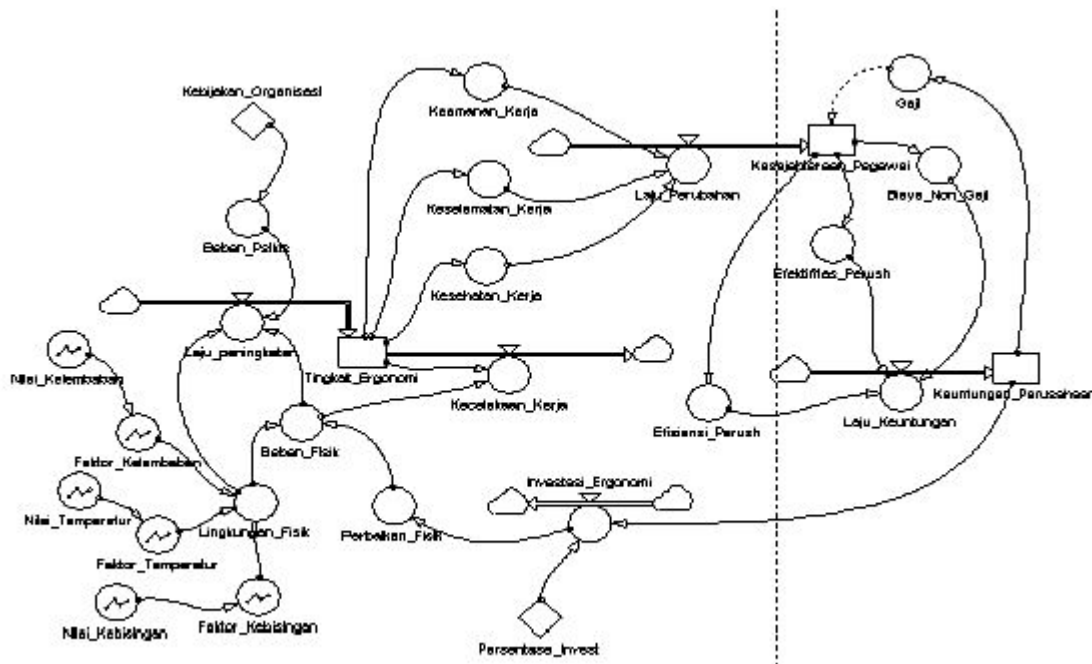 Kebijakan_Organisasi
Keamanan_Kerja
Gaji
Kesejahteraan_Pegawai
Keselamatan_Kerja
Laju_Perubahan
Biaya_Non_Gaji
Beban_Psikis
Efektifitas_Perush
Kesehatan_Kerja
Laju_peningkatan
Tingkat_Ergonomi
Nilai_Kelembaban
Kecelakaan_Kerja
Keuntungan_Perusahaan
Efisiensi_Perush
Laju_Keuntungan
Beban_Fisik
Faktor_Kelembaban
Investasi_Ergonomi
Nilai_Temperatur
Lingkungan_Fisik
Perbaikan_Fisik
Faktor_Temperatur
Nilai_Kebisingan
Faktor_Kebisingan
Persentase_Invest